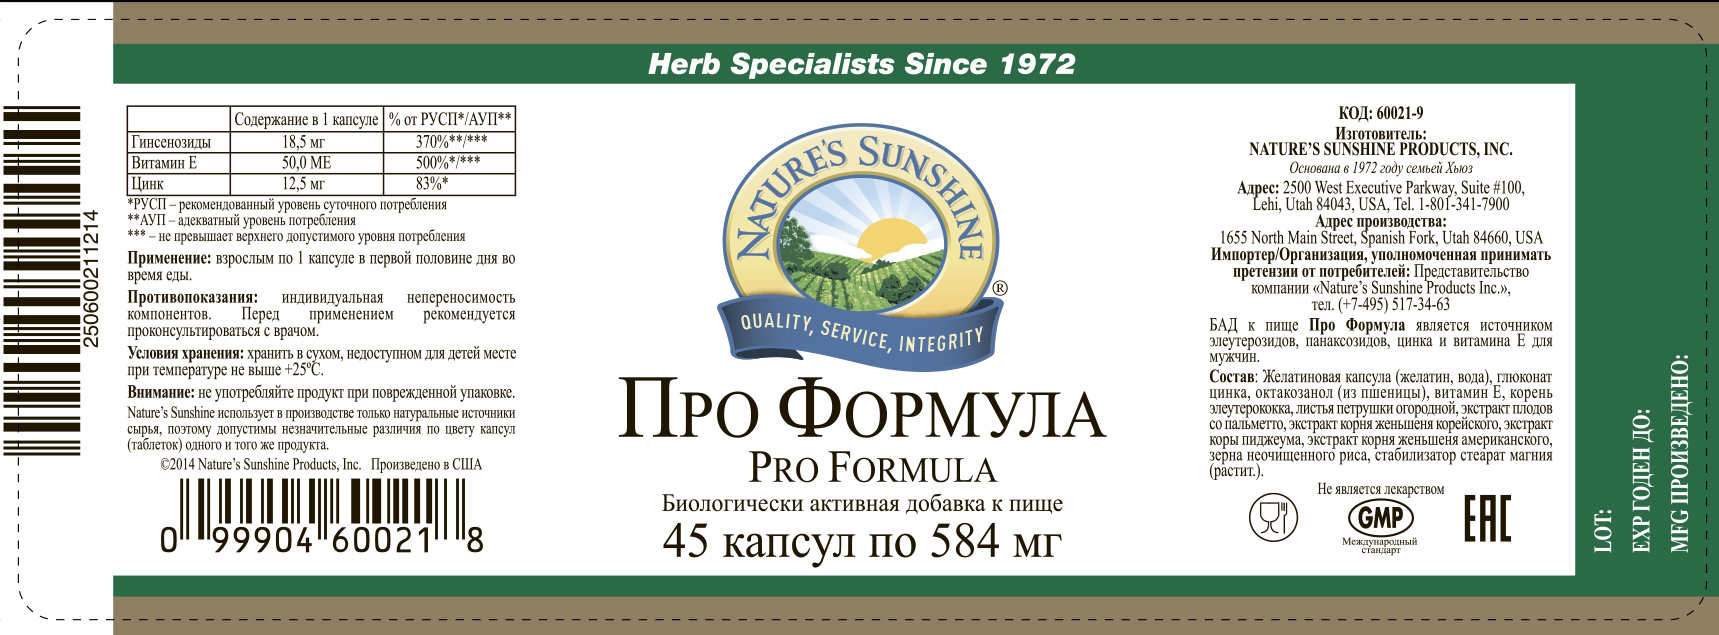 Herb Specialists Since 1972
250600211214
Содержание в 1 капсуле % от РУСП*/АУП**
Гинсенозиды 18,5 мг 370%**/***
Витамин Е 50,0 МЕ 500%*/***
Цинк 12,5 мг 83%*
*РУСП – рекомендованный уровень суточного потребления
**АУП – адекватный уровень потребления
*** – не превышает верхнего допустимого уровня потребления
Применение: взрослым по 1 капсуле в первой половине дня во
время еды.
Противопоказания: индивидуальная непереносимость
компонентов. Перед применением рекомендуется
проконсультироваться с врачом.
Условия хранения: хранить в сухом, недоступном для детей месте
при температуре не выше +25ºС.
Внимание: не употребляйте продукт при поврежденной упаковке.
Nature's Sunshine использует в производстве только натуральные источники
сырья, поэтому допустимы незначительные различия по цвету капсул
(таблеток) одного и того же продукта.
©2014 Nature's Sunshine Products, Inc. Произведено в США
0 99904 60021 8
NATURE'S SUNSHINE
®
QUALITY, SERVICE, INTEGRITY
ПРО ФОРМУЛА
PRO FORMULA
Биологически активная добавка к пище
45 капсул по 584 мг
КОД: 60021-9
Изготовитель:
NATURE'S SUNSHINE PRODUCTS, INC.
Основана в 1972 году семьей Хьюз
Адрес: 2500 West Executive Parkway, Suite #100,
Lehi, Utah 84043, USA, Tel. 1-801-341-7900
Адрес производства:
1655 North Main Street, Spanish Fork, Utah 84660, USA
Импортер/Организация, уполномоченная принимать
претензии от потребителей: Представительство
компании «Nature's Sunshine Products Inc.»,
тел. (+7-495) 517-34-63
БАД к пище Про Формула является источником
элеутерозидов, панаксозидов, цинка и витамина Е для
мужчин.
Состав: Желатиновая капсула (желатин, вода), глюконат
цинка, октакозанол (из пшеницы), витамин Е, корень
элеутерококка, листья петрушки огородной, экстракт плодов
со пальметто, экстракт корня женьшеня корейского, экстракт
коры пиджеума, экстракт корня женьшеня американского,
зерна неочищенного риса, стабилизатор стеарат магния
(растит.).
Не является лекарством
GMP
Международный
стандарт
EAC
LOT:
EXP ГОДЕН ДО:
MFG ПРОИЗВЕДЕНО: